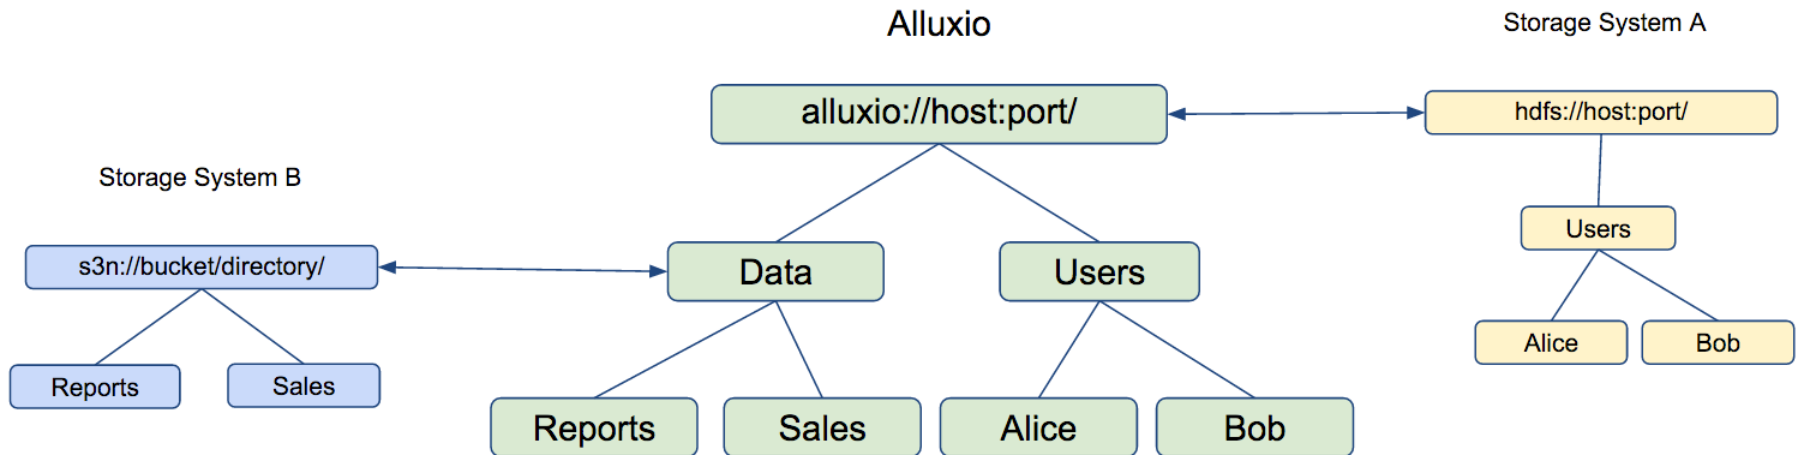 Alluxio
Storage System A
alluxio://host:port/
hdfs://host:port/
Storage System B
Users
s3n://bucket/directory/
Data
Users
Alice
Bob
Reports
Sales
Reports
Sales
Alice
Bob